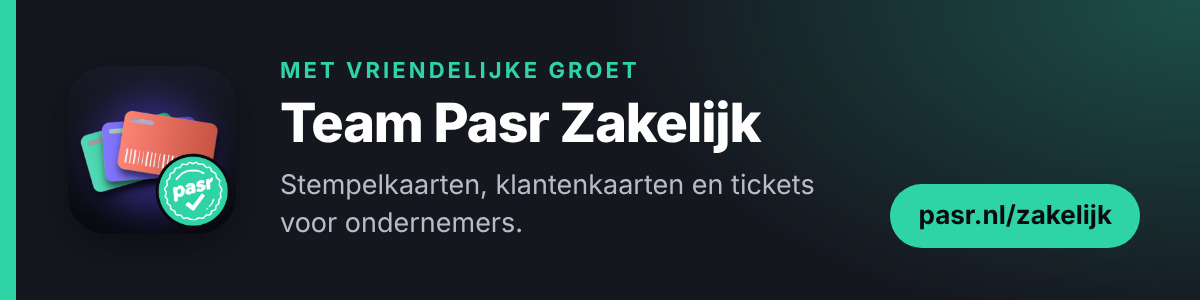 MET VRIENDELIJKE GROET
Team Pasr Zakelijk
Stempelkaarten, klantenkaarten en tickets
voor ondernemers.
pasr
pasr.nl/zakelijk